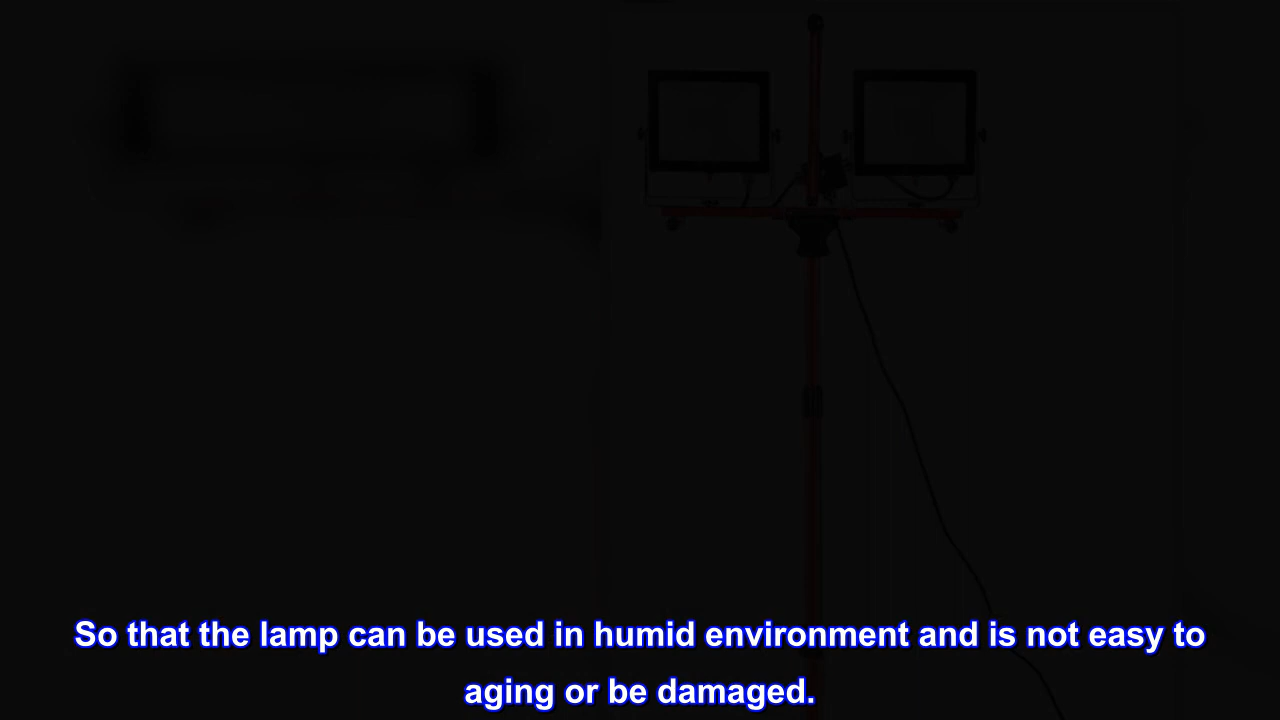 So that the lamp can be used in humid environment and is not easy to
aging or be damaged.